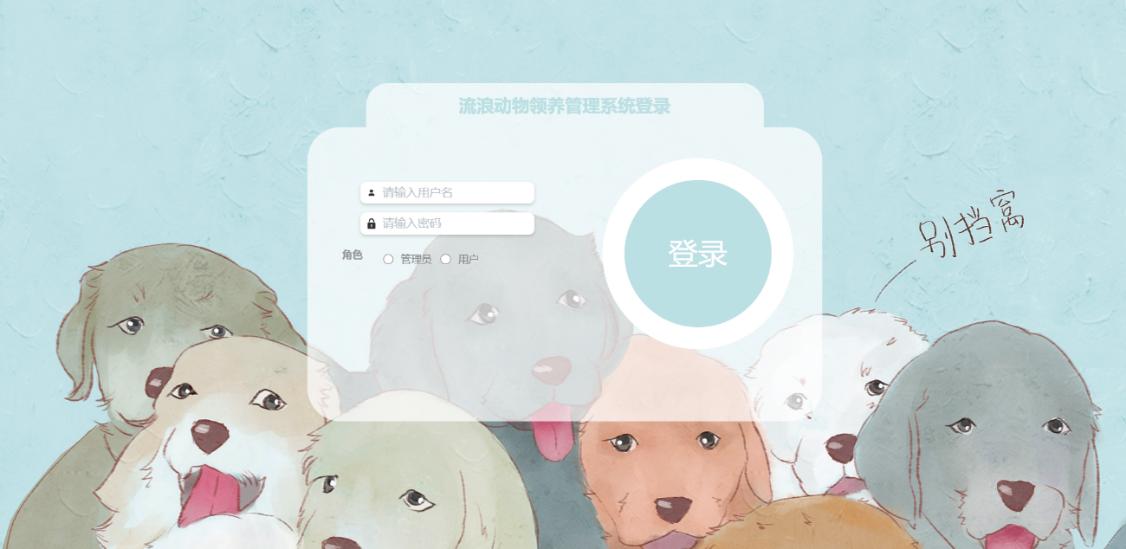 流浪动物领养管理系统登录
请输入用户名
请输入密码
角色 管理员 用户
登录
别挡窝